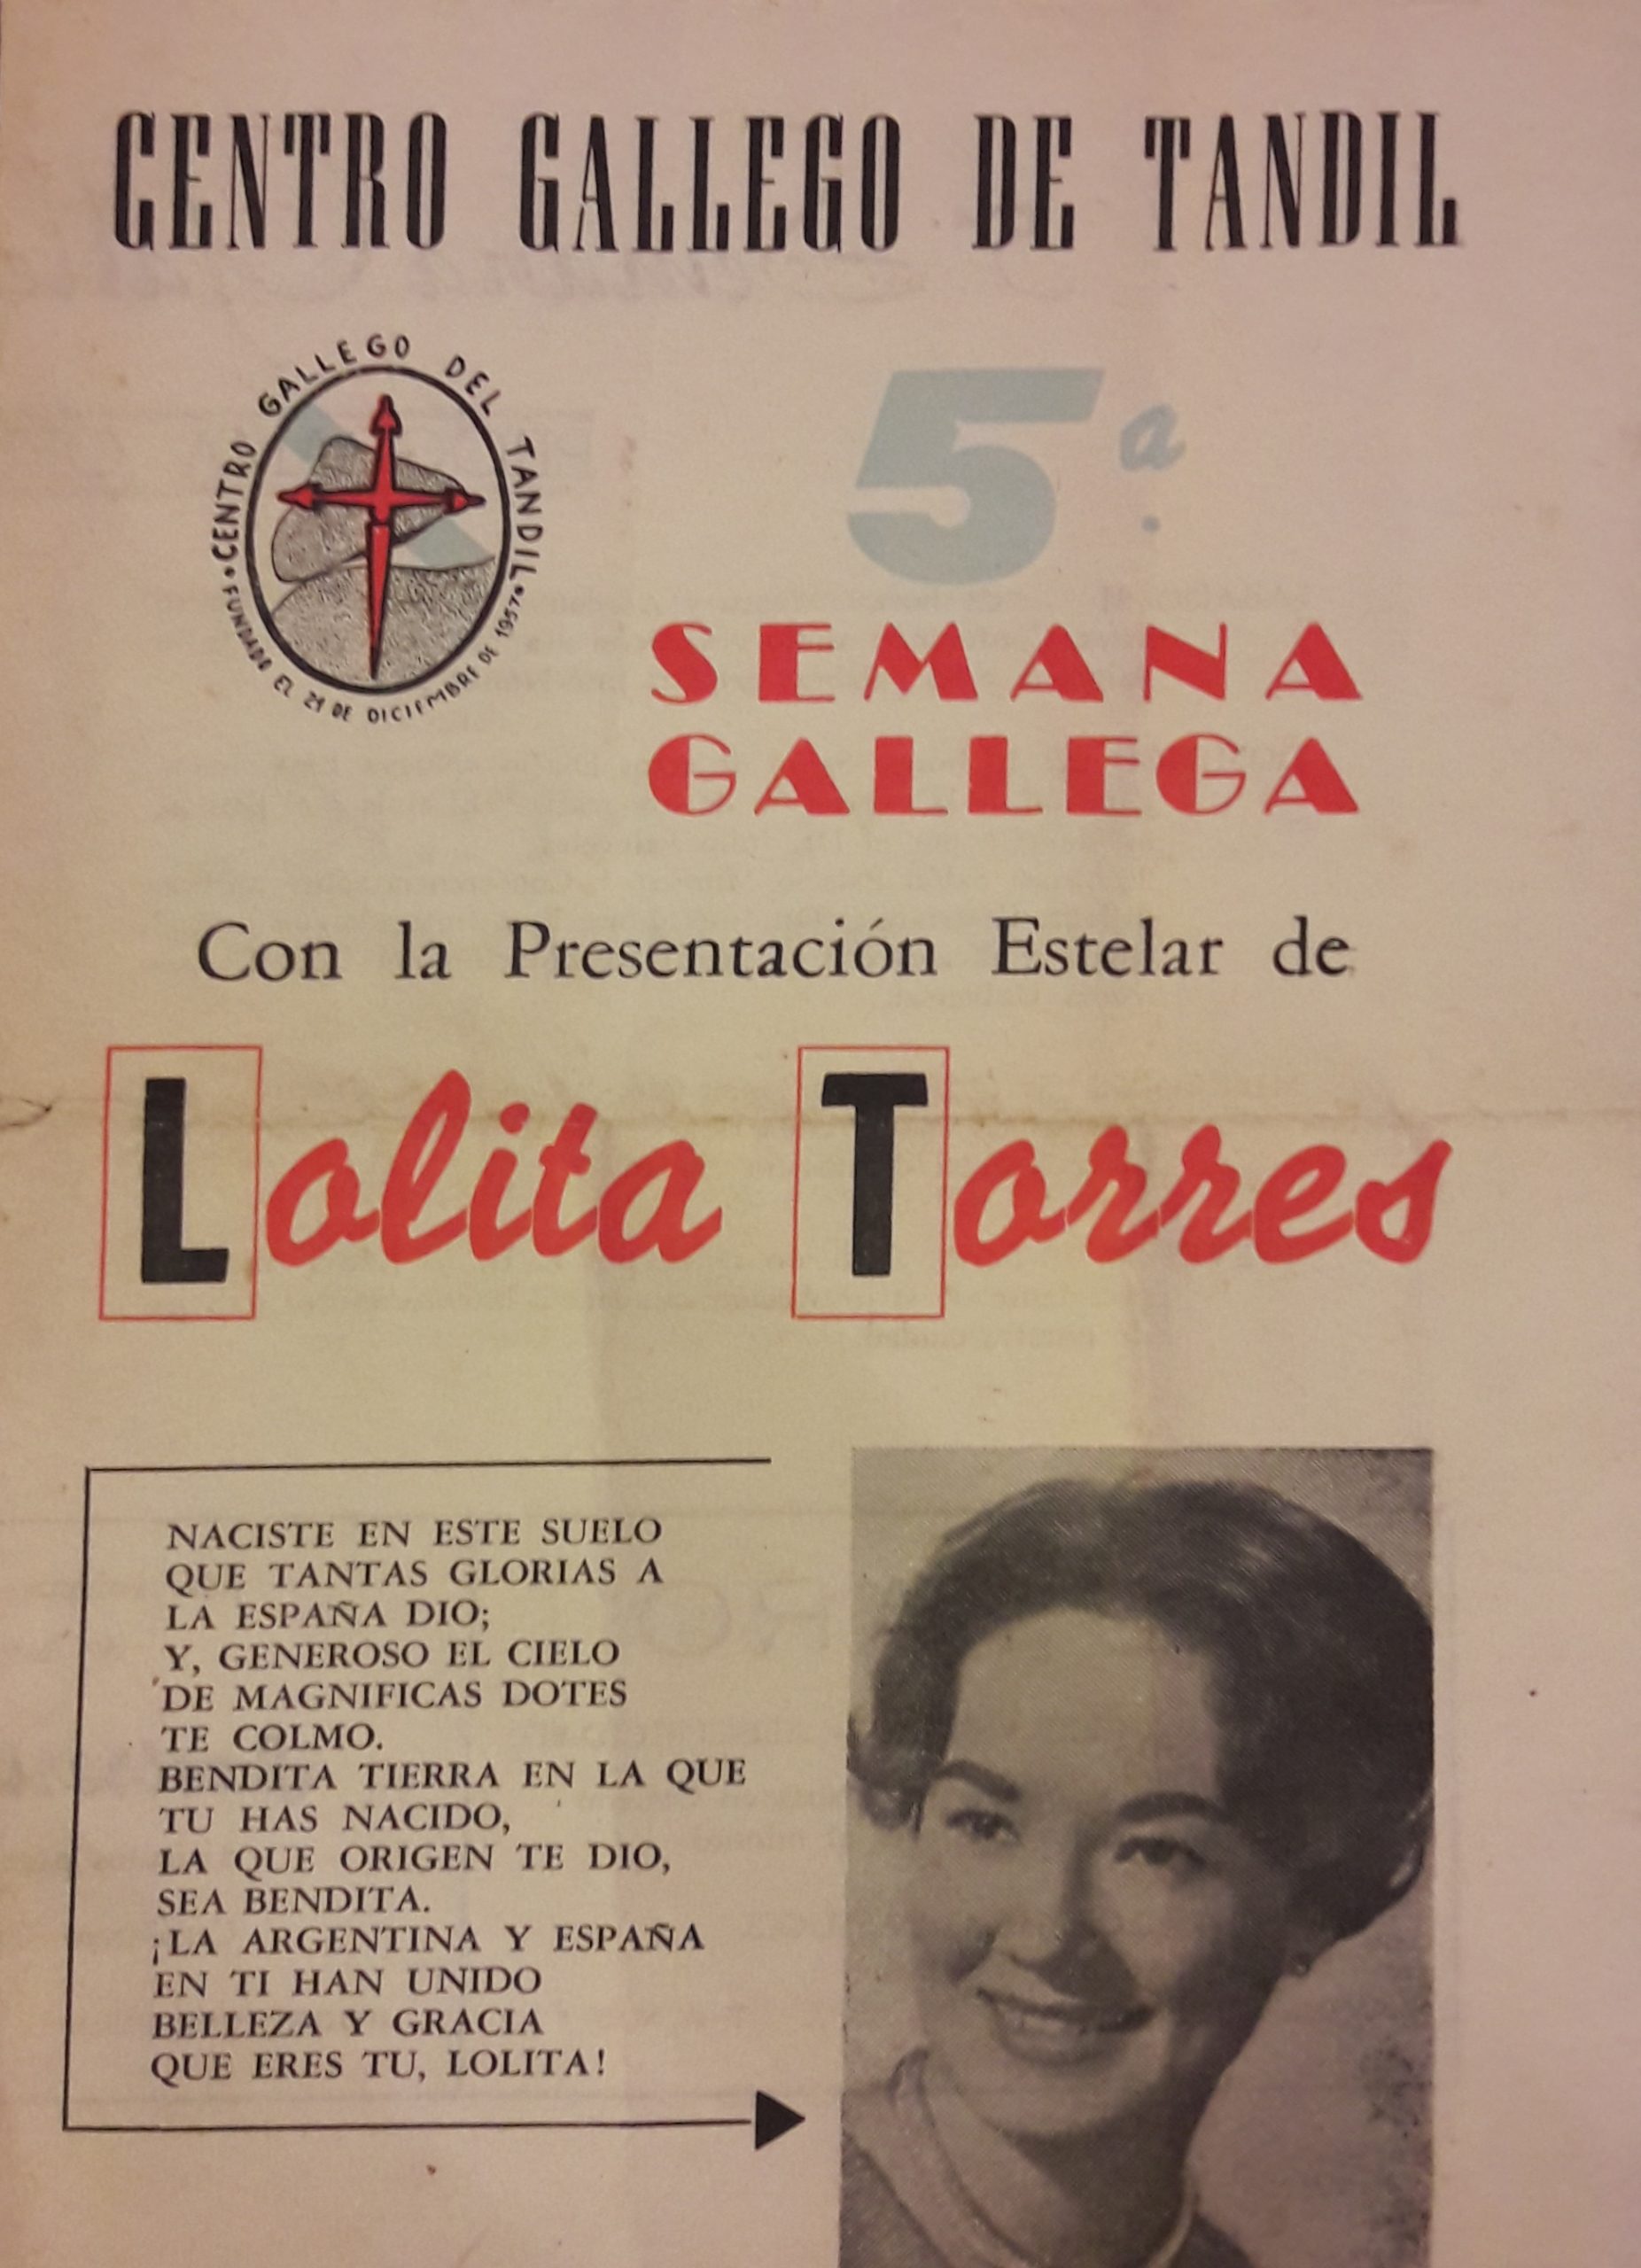 CENTRO GALLEGO DE TANDIL
CENTRO GALLEGO DEL TANDIL
FUNDADO EL 21 DE DICIEMBRE DE 1957
5ª.
SEMANA
GALLEGA
Con la Presentación Estelar de
Lolita Torres
NACISTE EN ESTE SUELO
QUE TANTAS GLORIAS A
LA ESPAÑA DIO;
Y, GENEROSO EL CIELO
DE MAGNIFICAS DOTES
TE COLMO.
BENDITA TIERRA EN LA QUE
TU HAS NACIDO,
LA QUE ORIGEN TE DIO,
SEA BENDITA.
¡LA ARGENTINA Y ESPAÑA
EN TI HAN UNIDO
BELLEZA Y GRACIA
QUE ERES TU, LOLITA!